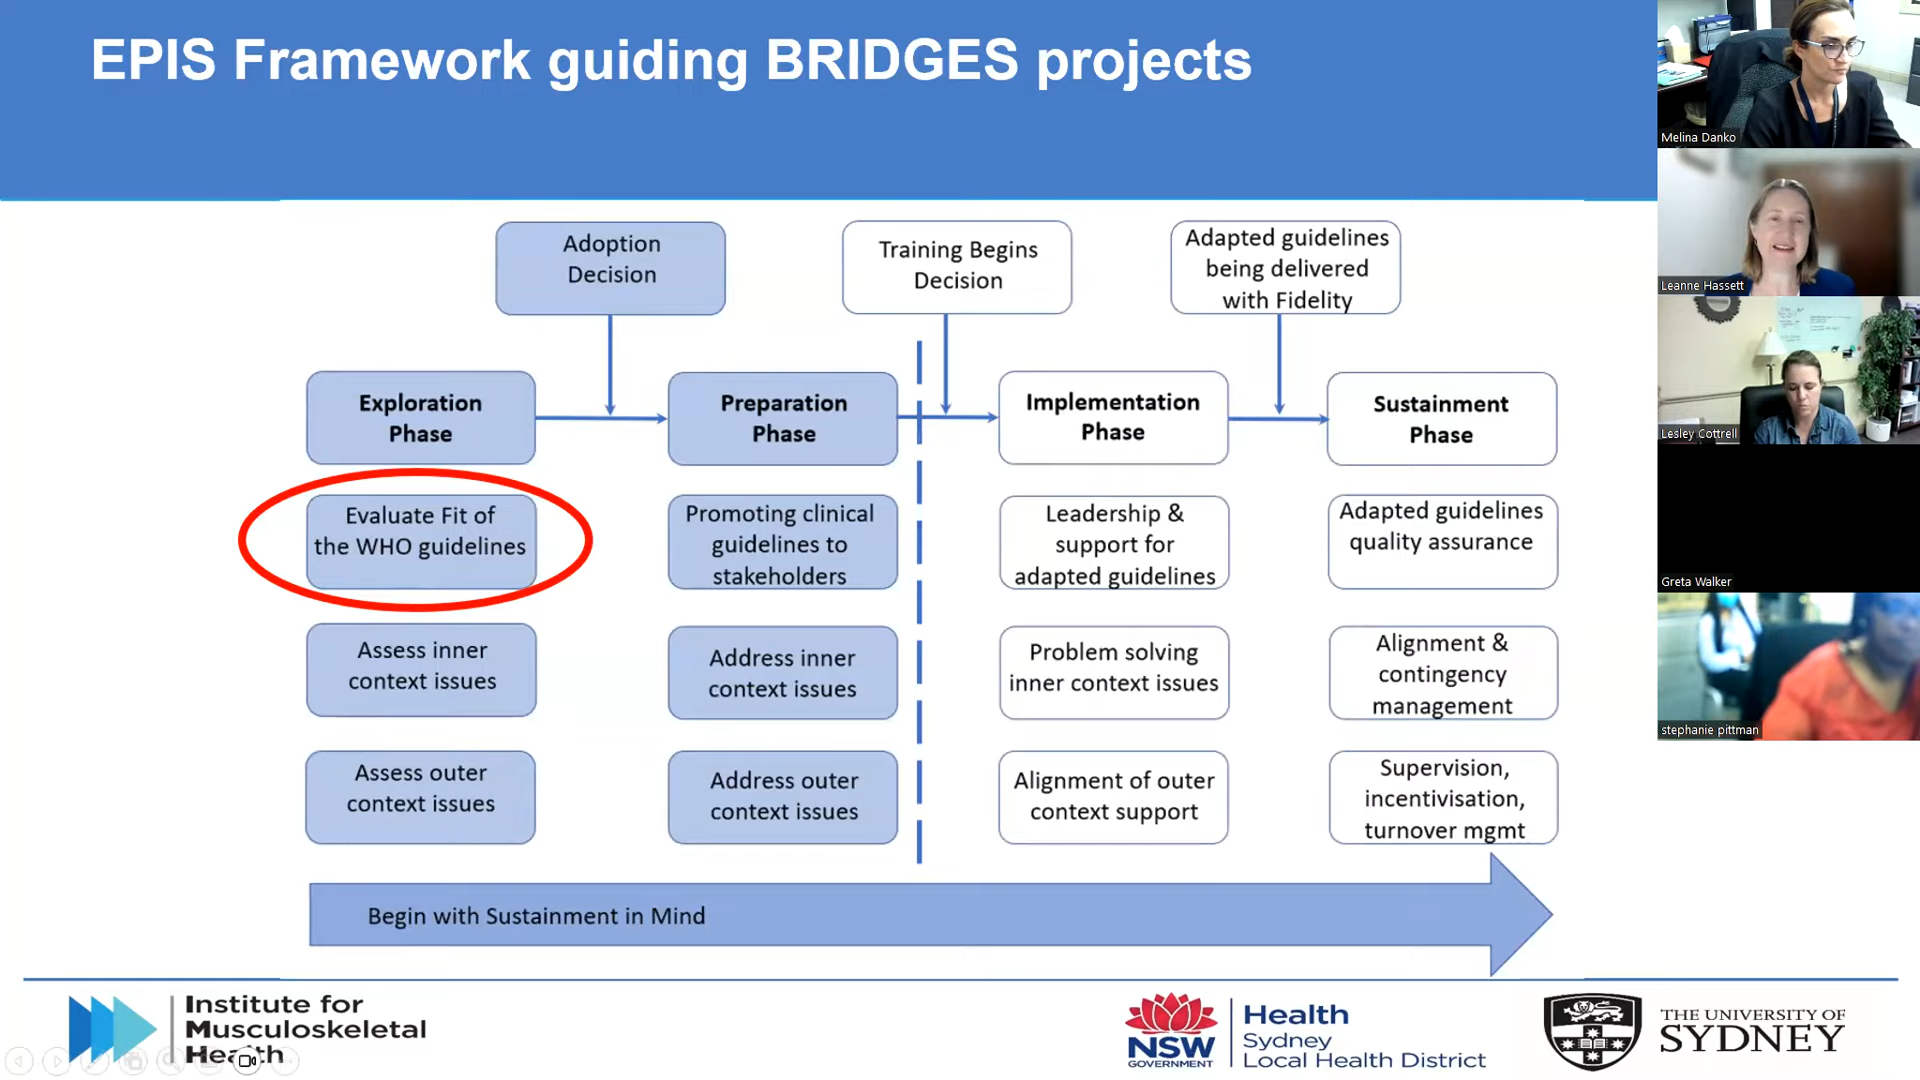 EPIS Framework guiding BRIDGES projects
Adoption
Decision
Training Begins
Decision
Adapted guidelines
being delivered
with Fidelity
Exploration
Phase
Preparation
Phase
Implementation
Phase
Sustainment
Phase
Evaluate Fit of
the WHO guidelines
Promoting clinical
guidelines to
stakeholders
Leadership &
support for
adapted guidelines
Adapted guidelines
quality assurance
Assess inner
context issues
Address inner
context issues
Problem solving
inner context issues
Alignment &
contingency
management
Assess outer
context issues
Address outer
context issues
Alignment of outer
context support
Supervision,
incentivisation,
turnover mgmt
Begin with Sustainment in Mind
Institute for
Musculoskeletal
Health
NSW
GOVERNMENT
Health
Sydney
Local Health District
THE UNIVERSITY OF
SYDNEY
Melina Danko
Leanne Hassett
Lesley Cottrell
Greta Walker
stephanie pittman